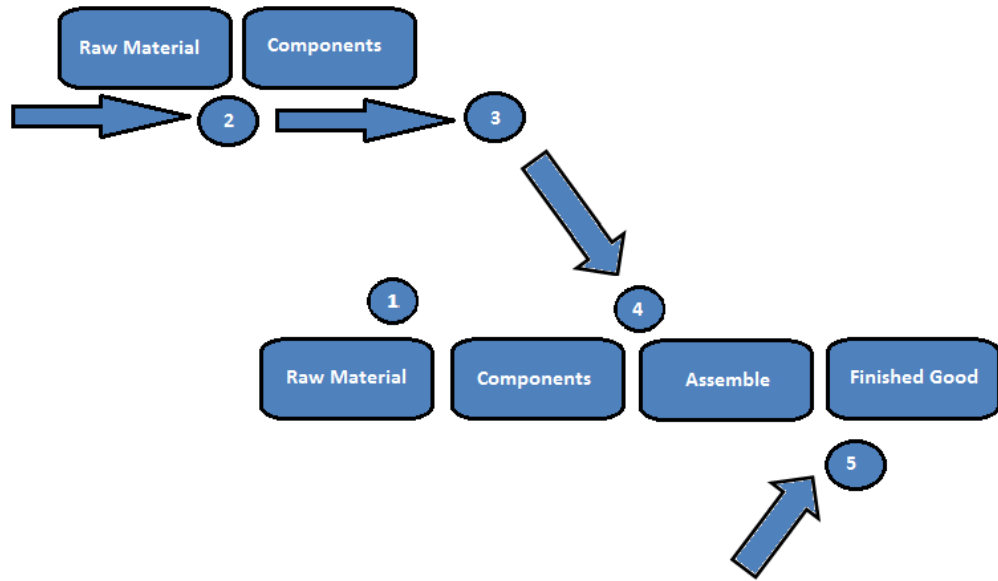 Raw Material
Components
2
3
1
4
Raw Material
Components
Assemble
Finished Good
5